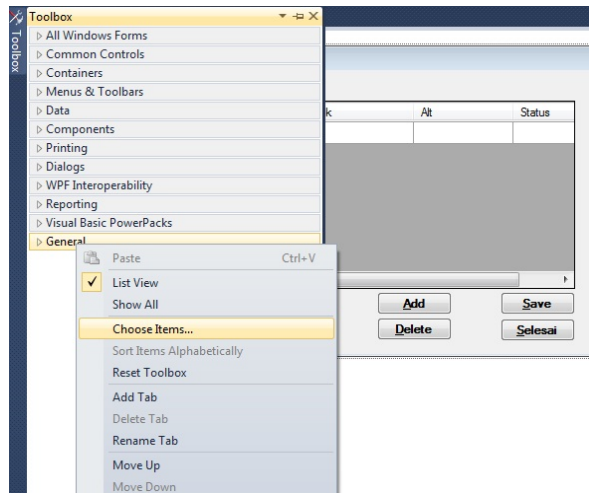 Toolbox
Toolbox
All Windows Forms
Common Controls
Containers
Menus & Toolbars
Data
Components
Printing
Dialogs
WPF Interoperability
Reporting
Visual Basic PowerPacks
General
Paste Ctrl+V
List View
Show All
Choose Items...
Sort Items Alphabetically
Reset Toolbox
Add Tab
Delete Tab
Rename Tab
Move Up
Move Down
k Alt Status
Add Save
Delete Selesai